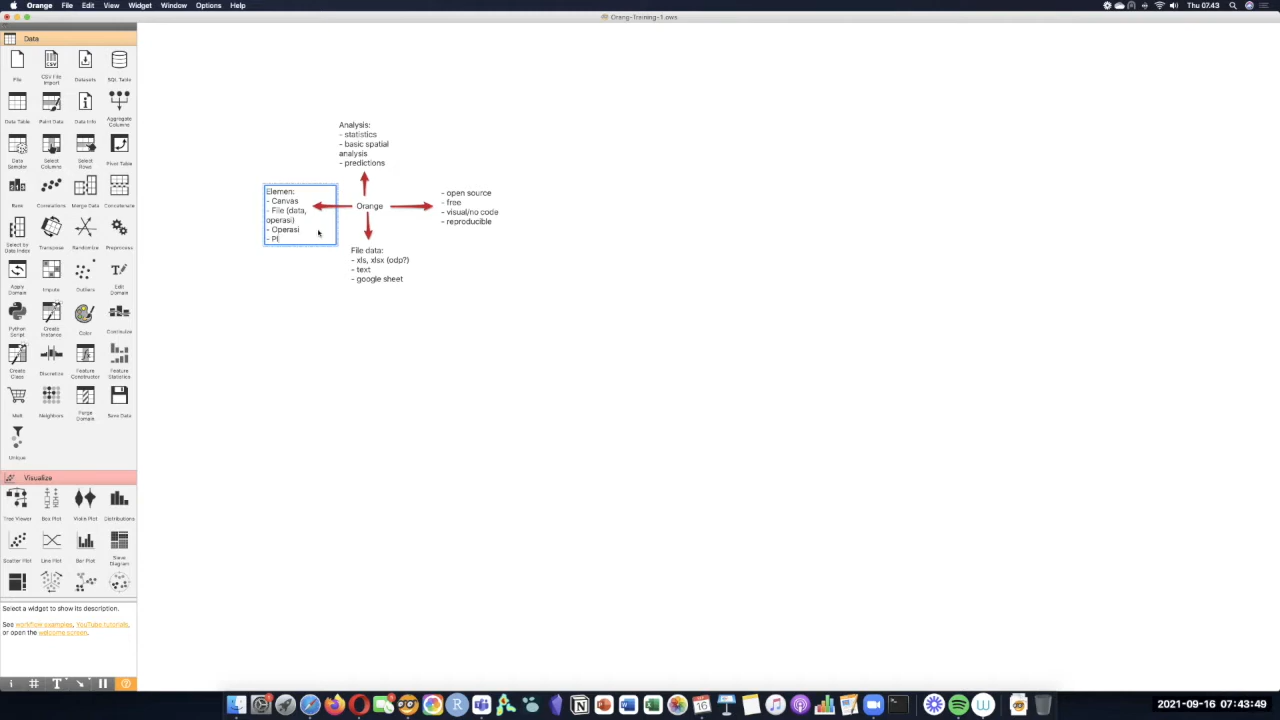 Orange File Edit View Widget Window Options Help
Thu 07.43
Orang-Training-1.ows
Data
File
CSV File Import
Datasets
SQL Table
Data Table
Paint Data
Data Info
Aggregate Columns
Data Sampler
Select Columns
Select Rows
Pivot Table
Rank
Correlations
Merge Data
Concatenate
Select by Data Index
Transpose
Randomize
Preprocess
Apply Domain
Impute
Outliers
Edit Domain
Python Script
Create Instance
Color
Continuize
Create Class
Discretize
Feature Constructor
Feature Statistics
Melt
Neighbors
Purge Domain
Save Data
Unique
Visualize
Tree Viewer
Box Plot
Violin Plot
Distributions
Scatter Plot
Line Plot
Bar Plot
Sieve Diagram
Select a widget to show its description.
See workflow examples, YouTube tutorials,
or open the welcome screen.
Analysis:
- statistics
- basic spatial
analysis
- predictions
Elemen:
- Canvas
- File (data,
operasi)
- Operasi
- Pl
Orange
- open source
- free
- visual/no code
- reproducible
File data:
- xls, xlsx (odp?)
- text
- google sheet
2021-09-16 07:43:49